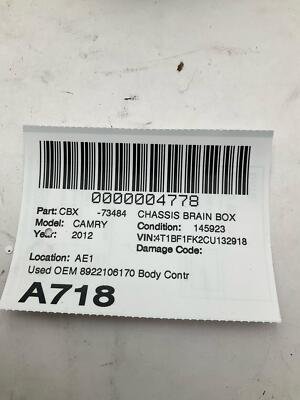 0000004778
Part: CBX -73484 CHASSIS BRAIN BOX
Model: CAMRY Condition: 145923
Year: 2012 VIN:4T1BF1FK2CU132918
Damage Code:
Location: AE1
Used OEM 8922106170 Body Contr
A718